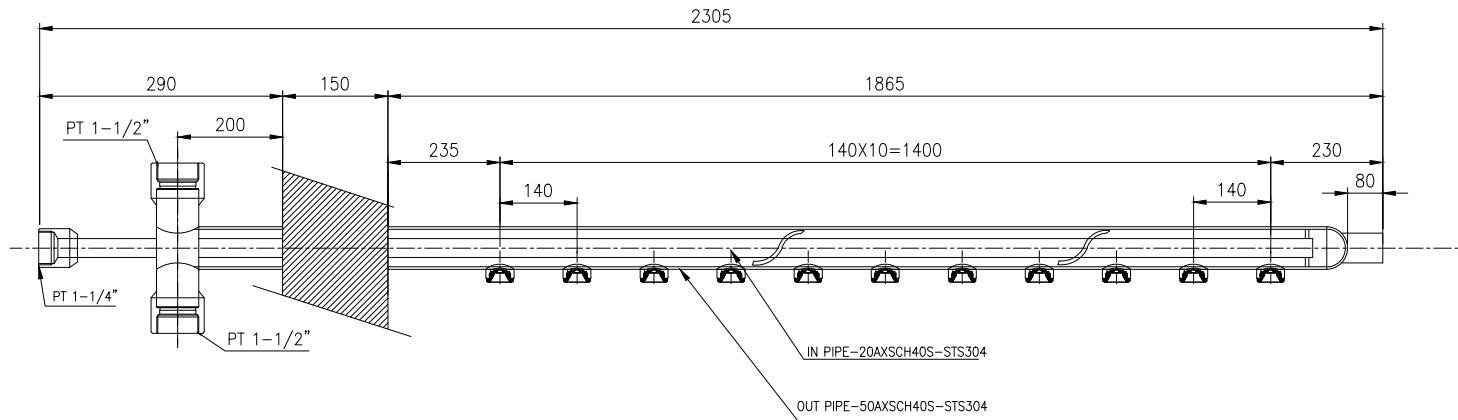 2305
290
150
1865
PT 1-1/2"
200
235
140X10=1400
230
140
140
80
PT 1-1/4"
PT 1-1/2"
IN PIPE-20AXSCH40S-STS304
OUT PIPE-50AXSCH40S-STS304